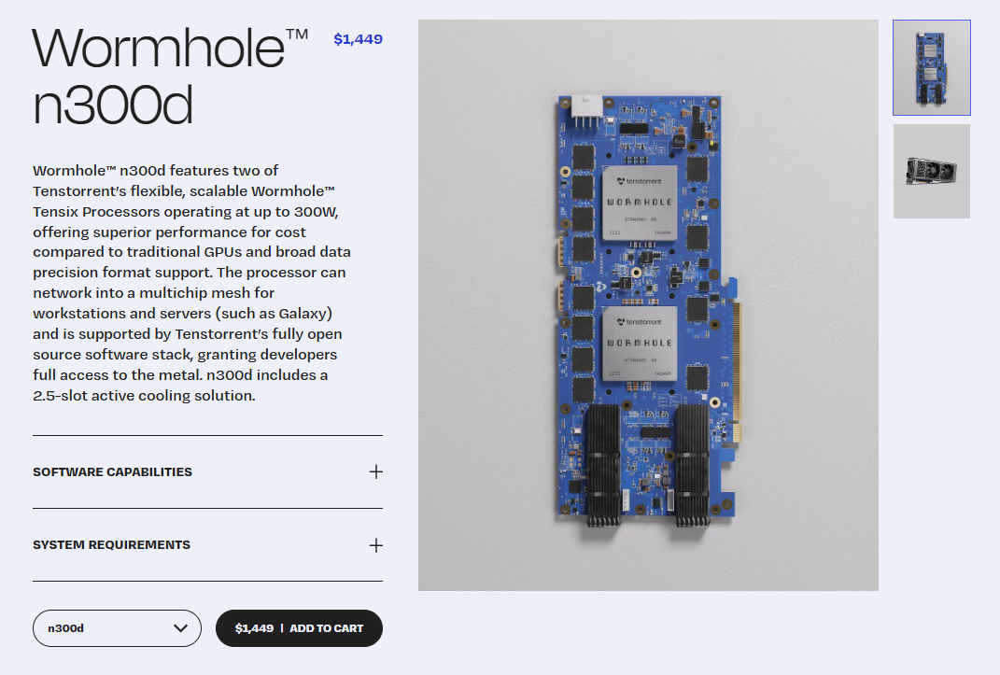 Wormhole™
n300d
$1,449
Wormhole™ n300d features two of
Tenstorrent’s flexible, scalable Wormhole™
Tensix Processors operating at up to 300W,
offering superior performance for cost
compared to traditional GPUs and broad data
precision format support. The processor can
network into a multichip mesh for
workstations and servers (such as Galaxy)
and is supported by Tenstorrent’s fully open
source software stack, granting developers
full access to the metal. n300d includes a
2.5-slot active cooling solution.
SOFTWARE CAPABILITIES
SYSTEM REQUIREMENTS
n300d
$1,449 | ADD TO CART
tenstorrent
WORMHOLE
TAIWAN
tenstorrent
WORMHOLE
TAIWAN